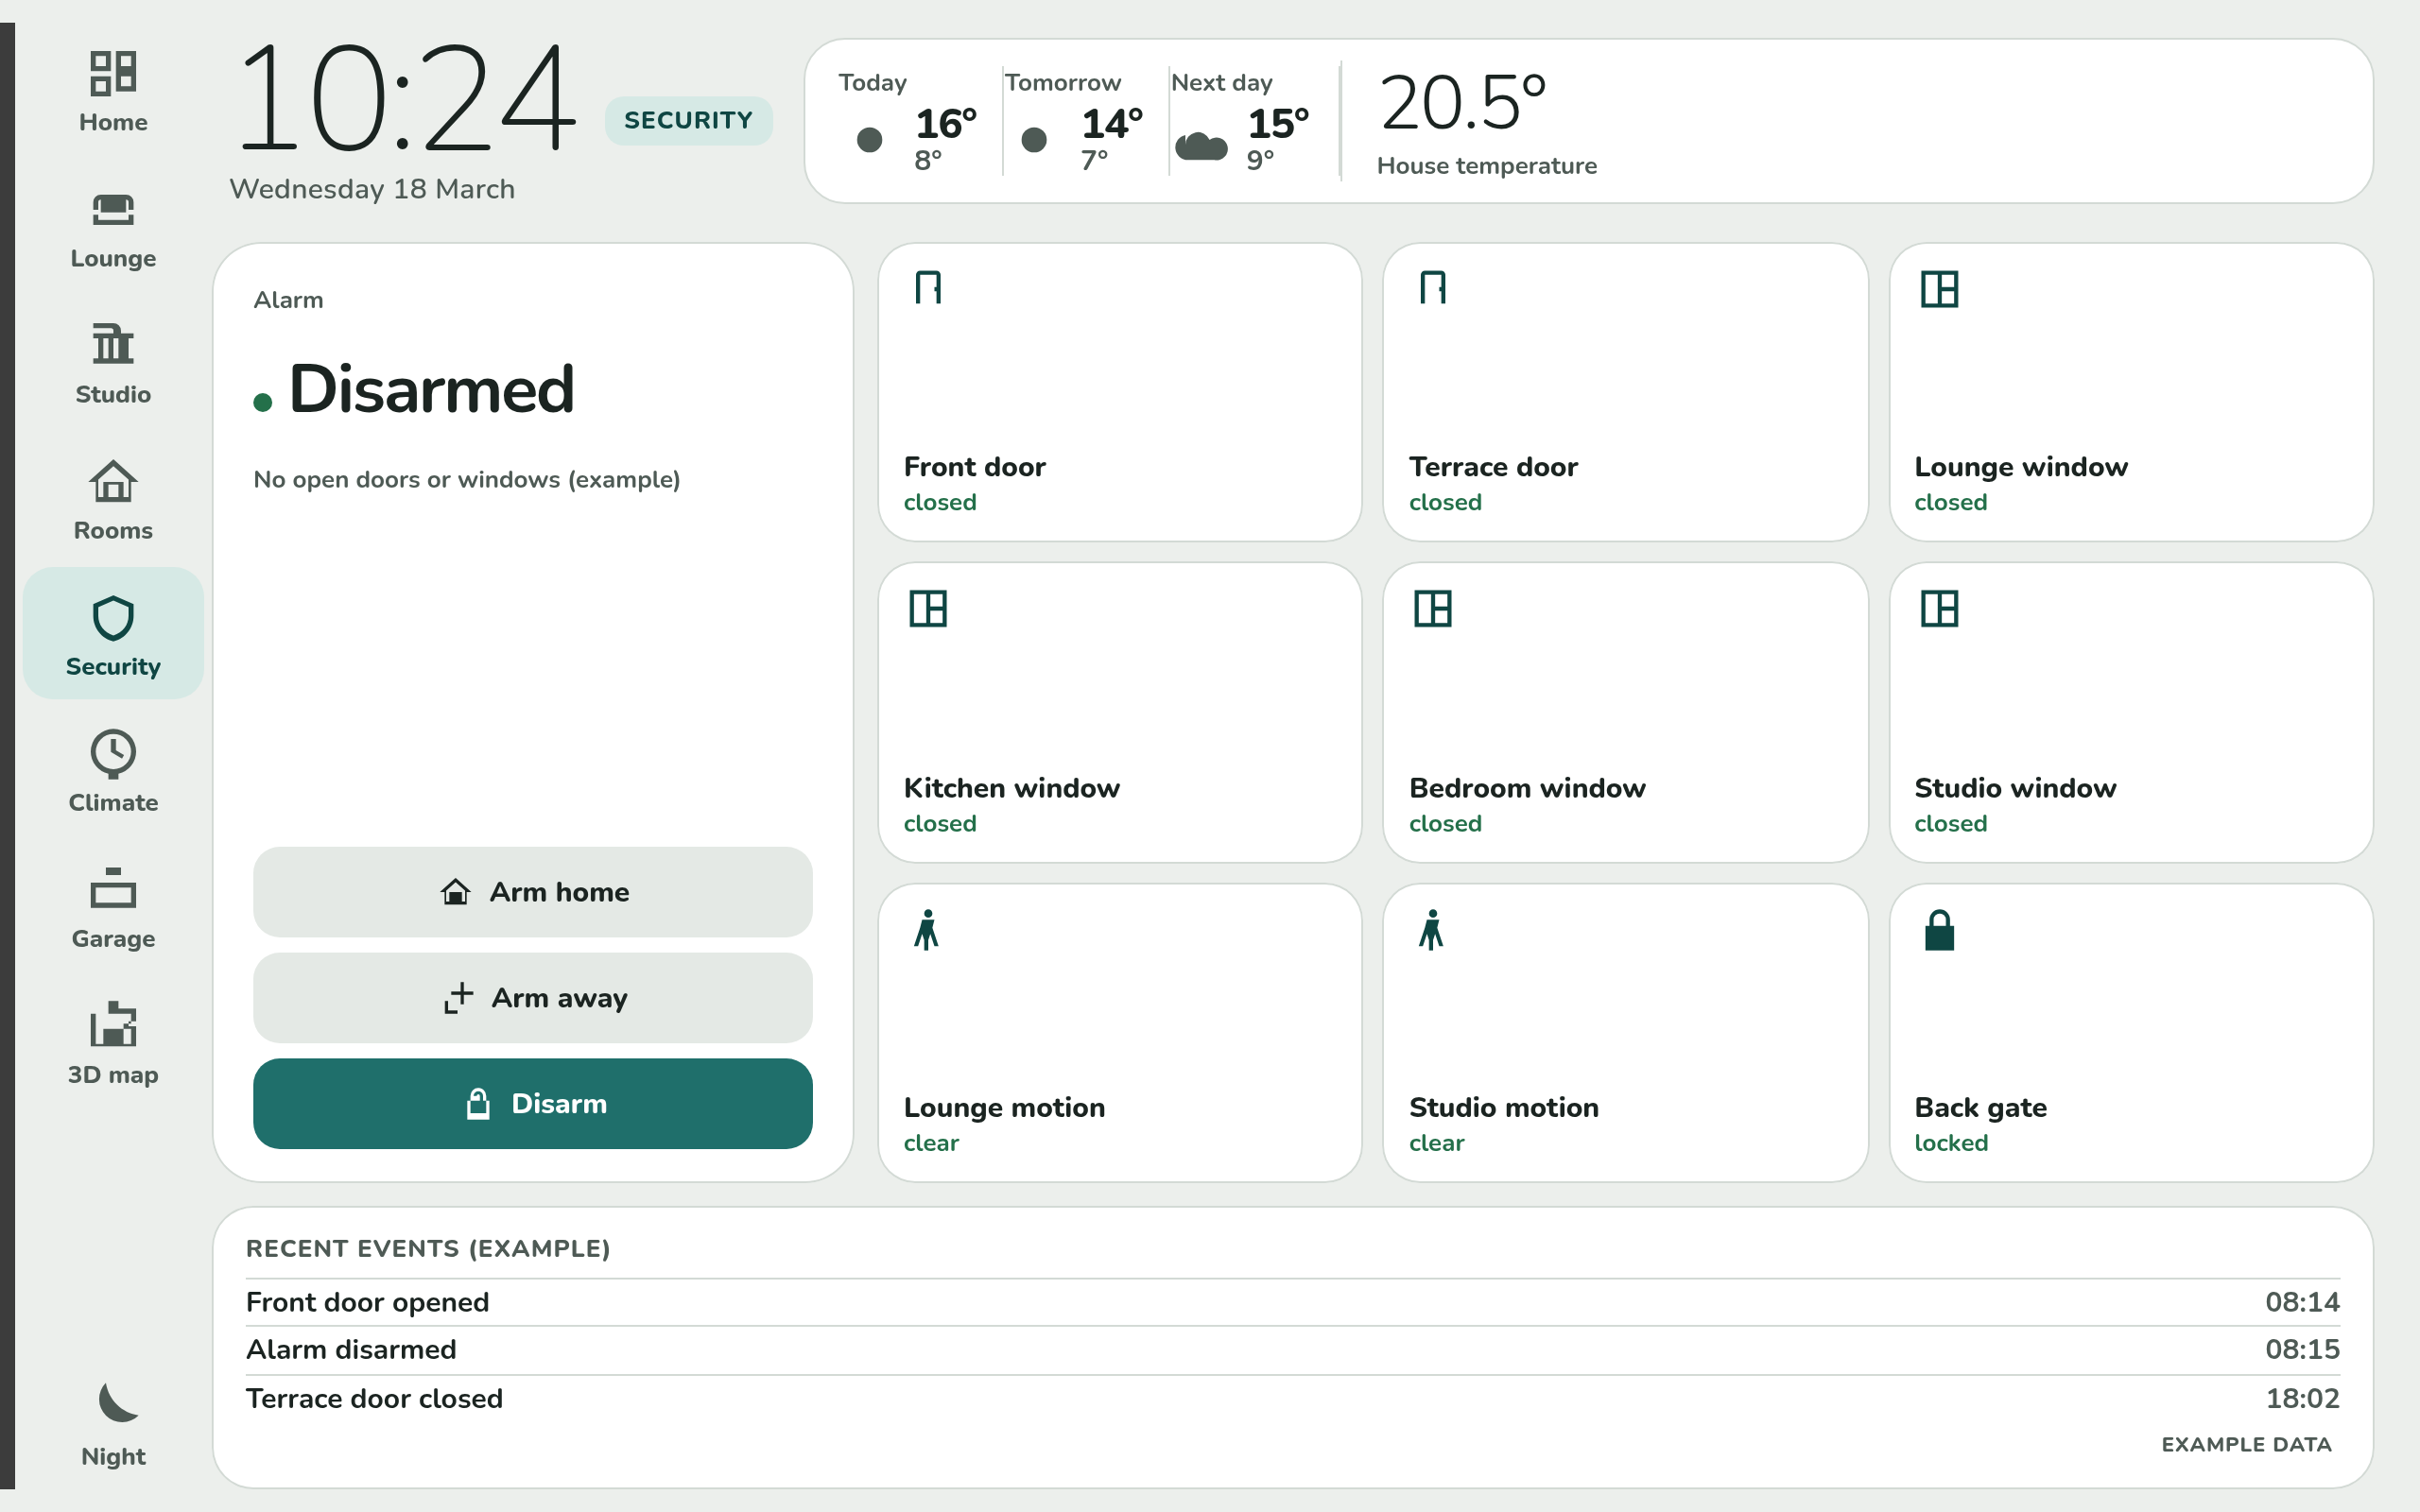 Home
Lounge
Studio
Rooms
Security
Climate
Garage
3D map
Night
10:24
SECURITY
Wednesday 18 March
Today
16°
8°
Tomorrow
14°
7°
Next day
15°
9°
20.5°
House temperature
Alarm
Disarmed
No open doors or windows (example)
Arm home
Arm away
Disarm
Front door
closed
Terrace door
closed
Lounge window
closed
Kitchen window
closed
Bedroom window
closed
Studio window
closed
Lounge motion
clear
Studio motion
clear
Back gate
locked
RECENT EVENTS (EXAMPLE)
Front door opened 08:14
Alarm disarmed 08:15
Terrace door closed 18:02
EXAMPLE DATA